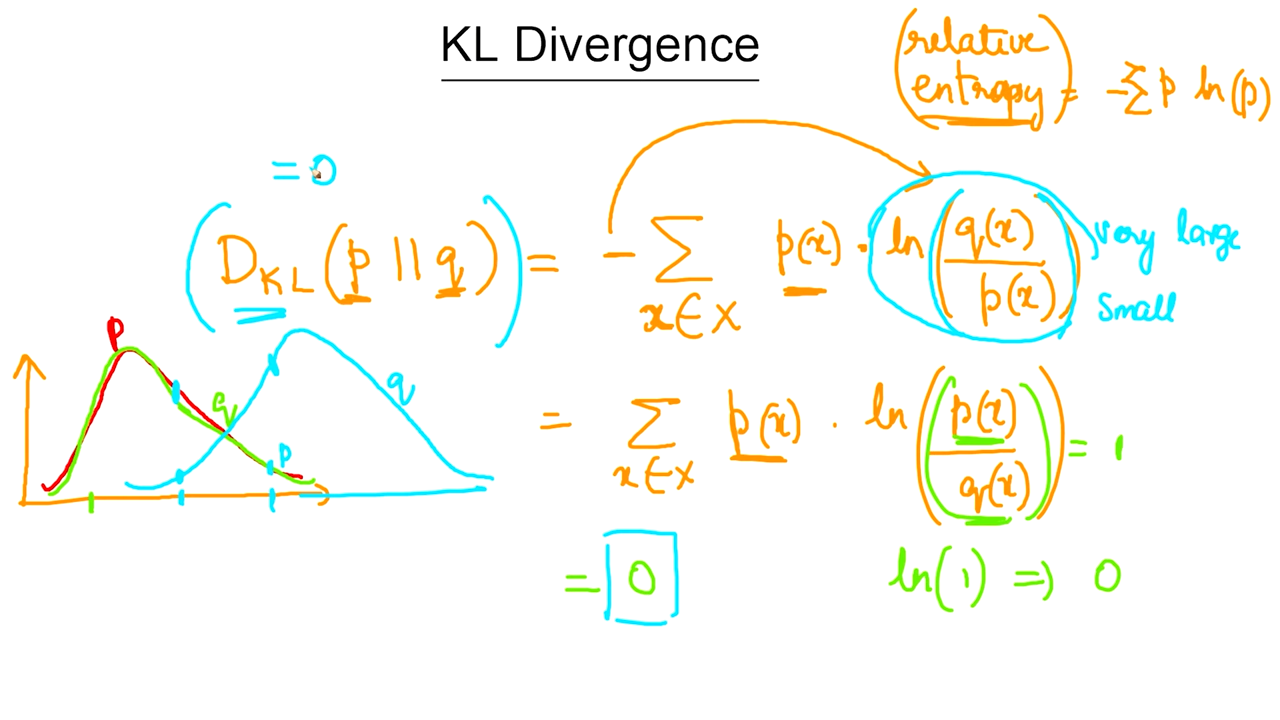 KL Divergence
(relative entropy) = -∑ p ln(p)
= 0
(D_KL (p || q)) = -∑_{x∈X} p(x) · ln(q(x)/p(x))
very large
small
p
q
q
p
= ∑_{x∈X} p(x) · ln(p(x)/q(x)) = 1
= 0
ln(1) => 0